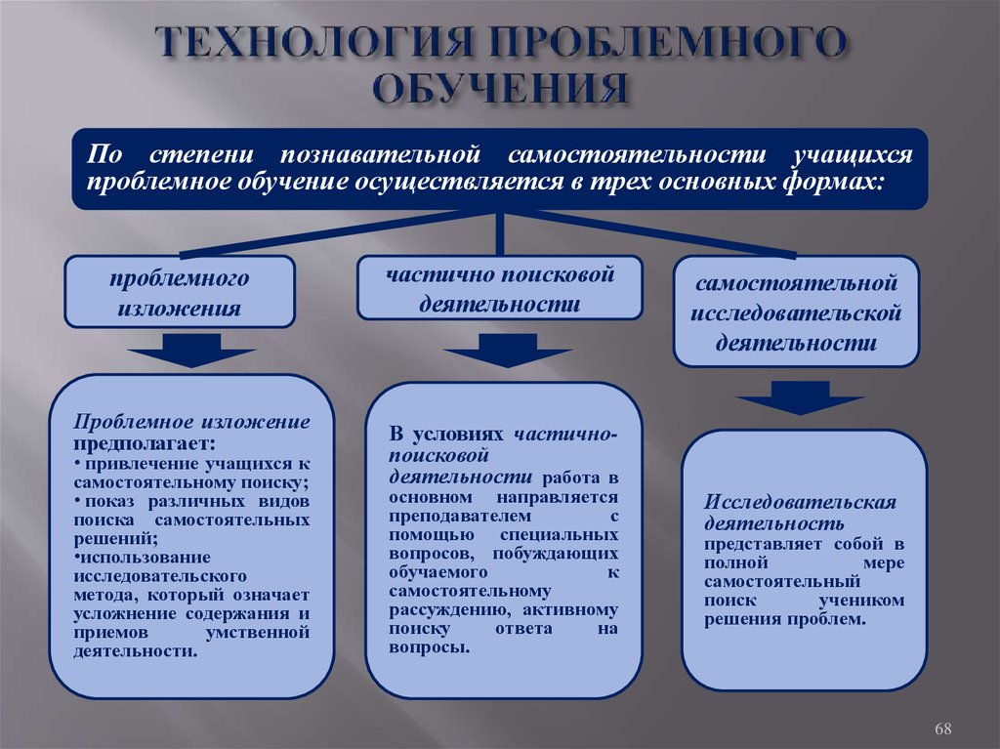 ТЕХНОЛОГИЯ ПРОБЛЕМНОГО
ОБУЧЕНИЯ
По степени познавательной самостоятельности учащихся
проблемное обучение осуществляется в трех основных формах:
проблемного
изложения
частично поисковой
деятельности
самостоятельной
исследовательской
деятельности
Проблемное изложение
предполагает:
• привлечение учащихся к
самостоятельному поиску;
• показ различных видов
поиска самостоятельных
решений;
•использование
исследовательского
метода, который означает
усложнение содержания и
приемов умственной
деятельности.
В условиях частично-
поисковой
деятельности работа в
основном направляется
преподавателем с
помощью специальных
вопросов, побуждающих
обучаемого к
самостоятельному
рассуждению, активному
поиску ответа на
вопросы.
Исследовательская
деятельность
представляет собой в
полной мере
самостоятельный
поиск учеником
решения проблем.
68